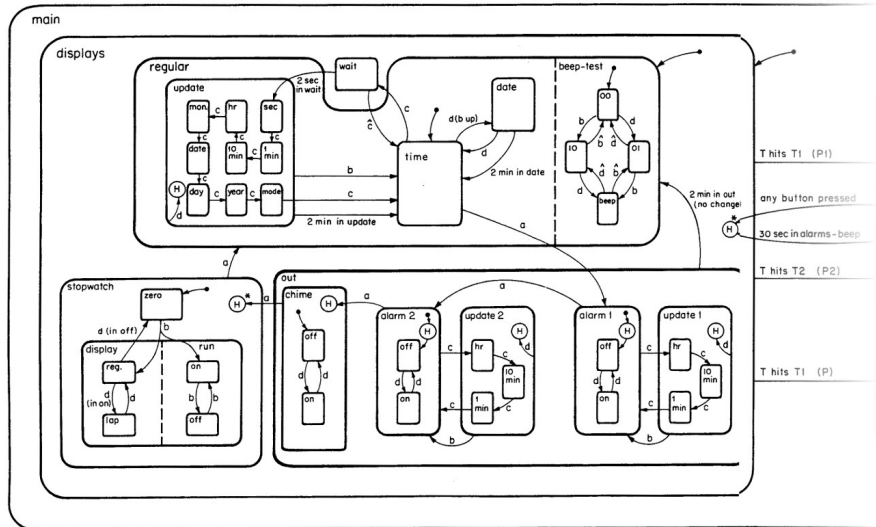 main
displays
regular
wait
2 sec
in wait
beep-test
update
mon.
c
hr
sec
c
ĉ
date
d(b up)
d
00
b
d
c
c
c
date
c
10
min
c
1
min
time
2 min in date
10
b̂
d̂
01
c
H
day
c
year
c
mode
b
c
d̂
b̂
d
b
beep
d
2 min in update
2 min in out
(no change)
a
T hits T1 (P1)
any button pressed
H*
30 sec in alarms-beep
T hits T2 (P2)
T hits T1 (P)
a
stopwatch
zero
H*
a
d (in off)
b
display
run
reg.
on
d
(in on)
d
b
b
lap
off
out
chime
H
a
off
d
d
on
a
alarm 2
H
off
d
d
on
update 2
H
c
hr
c
d
10
min
c
1
min
c
b
alarm 1
H
off
d
d
on
update 1
H
c
hr
c
d
10
min
c
1
min
c
b